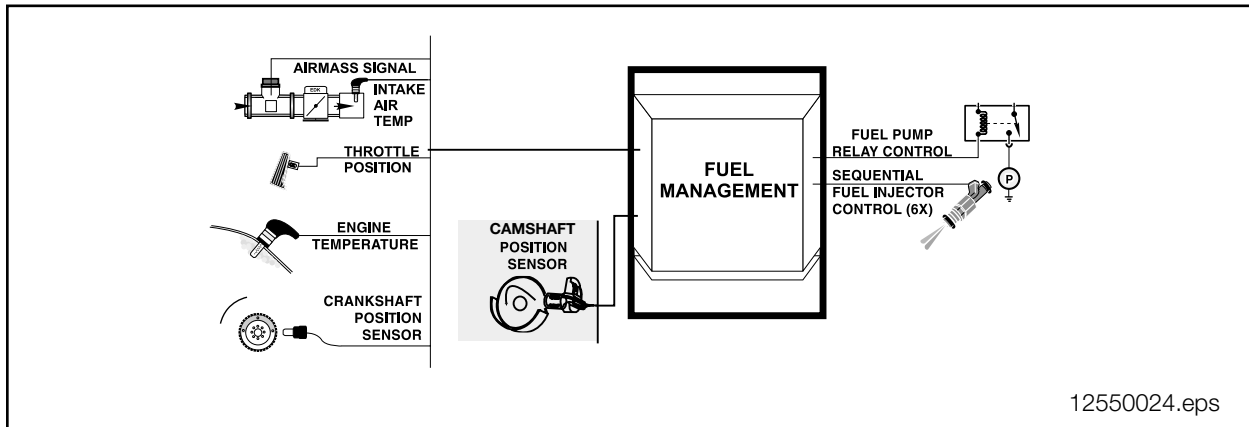 AIRMASS SIGNAL
EDK
INTAKE
AIR
TEMP
THROTTLE
POSITION
ENGINE
TEMPERATURE
CRANKSHAFT
POSITION
SENSOR
CAMSHAFT
POSITION
SENSOR
FUEL
MANAGEMENT
FUEL PUMP
RELAY CONTROL
SEQUENTIAL
FUEL INJECTOR
CONTROL (6X)
P
12550024.eps